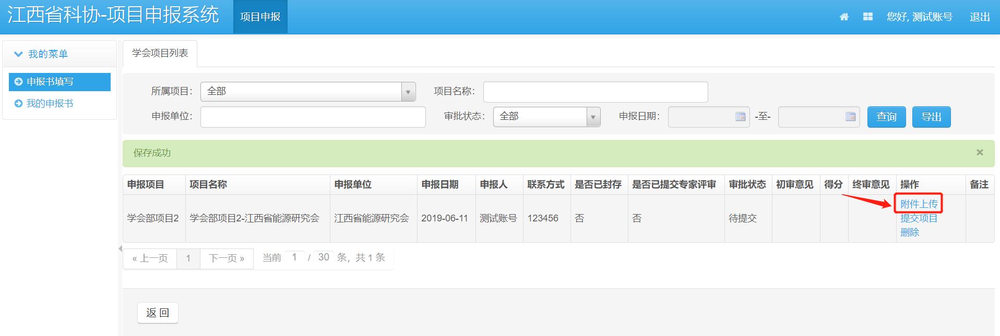 江西省科协-项目申报系统 项目申报 您好, 测试账号 退出
我的菜单
申报书填写
我的申报书
学会项目列表
所属项目: 全部 项目名称:
申报单位: 审批状态: 全部 申报日期: -至- 查询 导出
保存成功 ×
申报项目 项目名称 申报单位 申报日期 申报人 联系方式 是否已封存 是否已提交专家评审 审批状态 初审意见 得分 终审意见 操作 备注
学会部项目2 学会部项目2-江西省能源研究会 江西省能源研究会 2019-06-11 测试账号 123456 否 否 待提交 附件上传
提交项目
删除
« 上一页 1 下一页 » 当前 1 / 30 条，共 1 条
返 回